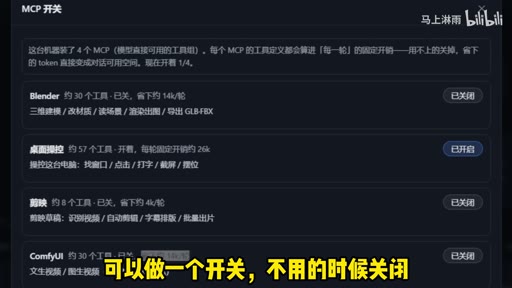 MCP 开关
马上淋雨 bilibili
这台机器装了 4 个 MCP（模型直接可用的工具组）。每个 MCP 的工具定义都会算进「每一轮」的固定开销——用不上的关掉，省下
的 token 直接变成对话可用空间。现在开着 1/4。
Blender 约 30 个工具 · 已关，省下约 14k/轮
已关闭
三维建模 / 改材质 / 读场景 / 渲染出图 / 导出 GLB·FBX
桌面操控 约 57 个工具 · 开着，每轮固定开销约 26k
已开启
操控这台电脑：找窗口 / 点击 / 打字 / 截屏 / 摆位
剪映 约 8 个工具 · 已关，省下约 4k/轮
已关闭
剪映草稿：识别视频 / 自动剪辑 / 字幕排版 / 批量出片
ComfyUI 约 30 个工具 · 已关
已关闭
文生视频 / 图生视频
可以做一个开关，不用的时候关闭